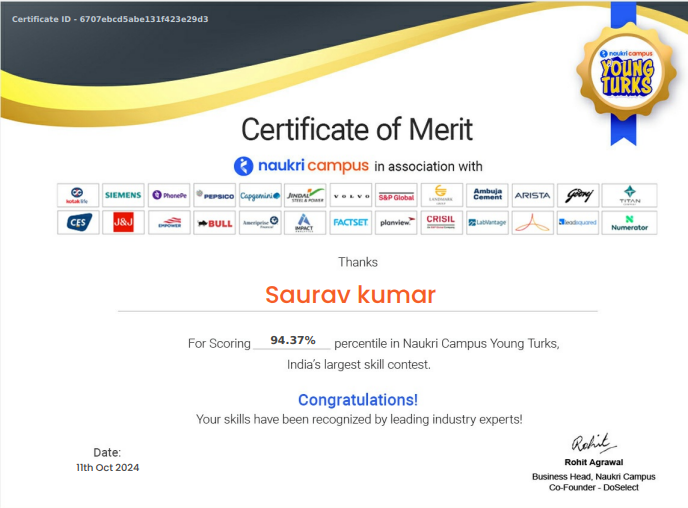 Certificate ID - 6707ebcd5abe131f423e29d3
naukri campus
YOUNG
TURKS
Certificate of Merit
naukri campus in association with
kotak life SIEMENS PhonePe PEPSICO Capgemini JINDAL STEEL & POWER VOLVO S&P Global LANDMARK GROUP Ambuja Cement ARISTA Godrej TITAN
CES J&J EMPOWER BULL Ameriprise Financial IMPACT FACTSET planview CRISIL LabVantage leadsquared Numerator
Thanks
Saurav kumar
For Scoring 94.37% percentile in Naukri Campus Young Turks,
India's largest skill contest.
Congratulations!
Your skills have been recognized by leading industry experts!
Date:
11th Oct 2024
Rohit
Rohit Agrawal
Business Head, Naukri Campus
Co-Founder - DoSelect